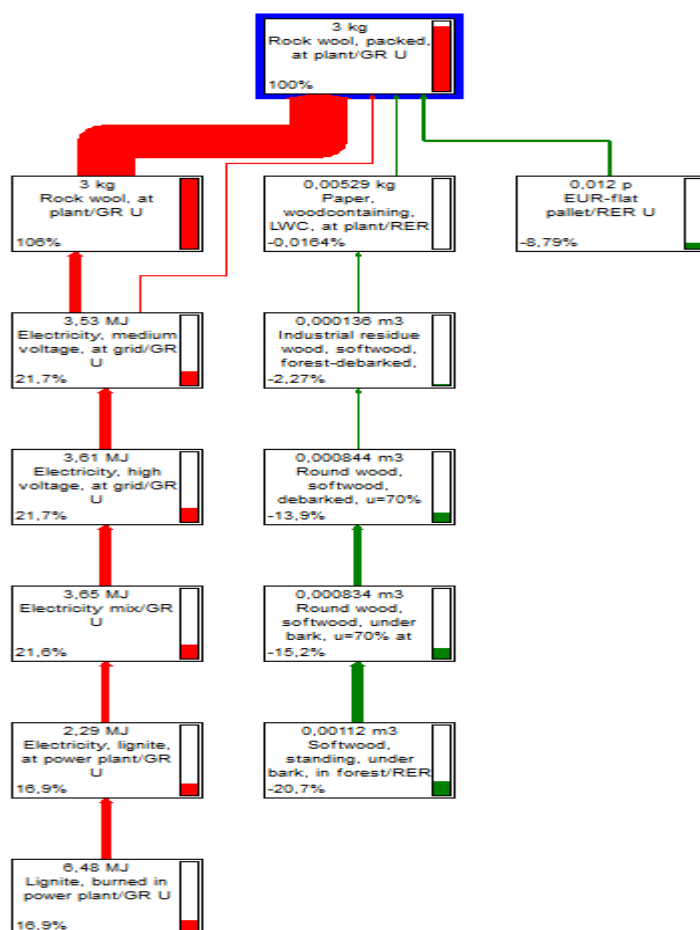 3 kg
Rock wool, packed,
at plant/GR U
100%
3 kg
Rock wool, at
plant/GR U
106%
0,00529 kg
Paper,
woodcontaining,
LWC, at plant/RER
-0,0164%
0,012 p
EUR-flat
pallet/RER U
-8,79%
3,53 MJ
Electricity, medium
voltage, at grid/GR
U
21,7%
0,000136 m3
Industrial residue
wood, softwood,
forest-debarked,
-2,27%
3,61 MJ
Electricity, high
voltage, at grid/GR
U
21,7%
0,000844 m3
Round wood,
softwood,
debarked, u=70%
-13,9%
3,65 MJ
Electricity mix/GR
U
21,6%
0,000834 m3
Round wood,
softwood, under
bark, u=70% at
-15,2%
2,29 MJ
Electricity, lignite,
at power plant/GR
U
16,9%
0,00112 m3
Softwood,
standing, under
bark, in forest/RER
-20,7%
6,48 MJ
Lignite, burned in
power plant/GR U
16,9%